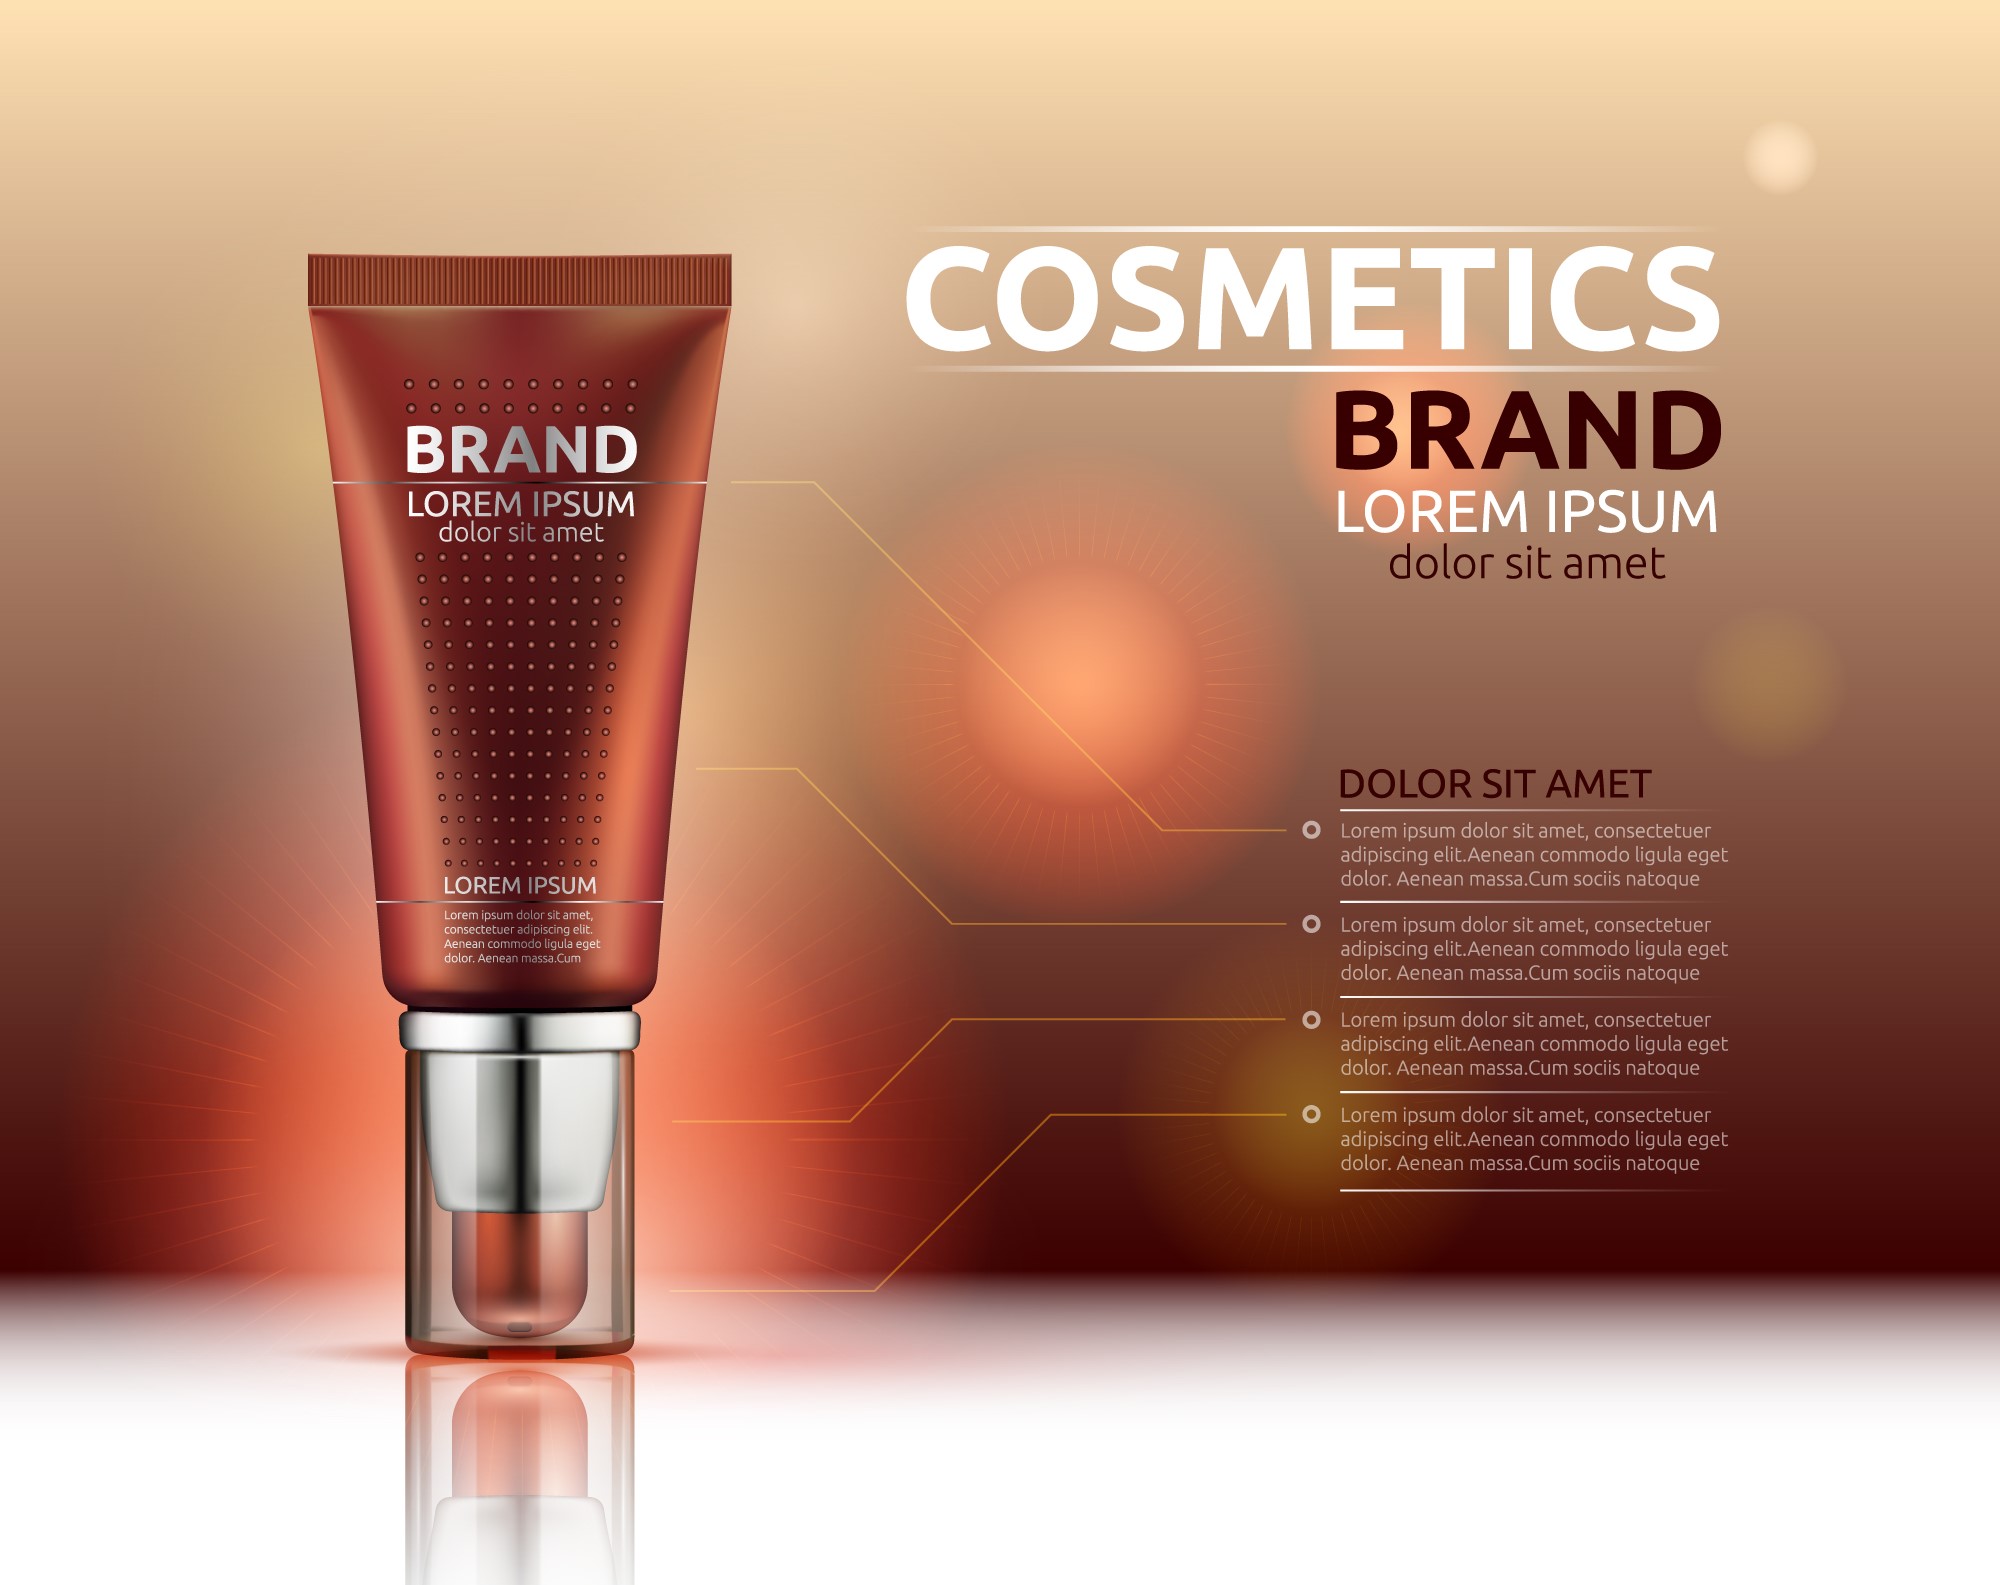 BRAND
LOREM IPSUM
dolor sit amet
LOREM IPSUM
Lorem ipsum dolor sit amet,
consectetuer adipiscing elit.
Aenean commodo ligula eget
dolor. Aenean massa.Cum
COSMETICS
BRAND
LOREM IPSUM
dolor sit amet
DOLOR SIT AMET
Lorem ipsum dolor sit amet, consectetuer
adipiscing elit.Aenean commodo ligula eget
dolor. Aenean massa.Cum sociis natoque
Lorem ipsum dolor sit amet, consectetuer
adipiscing elit.Aenean commodo ligula eget
dolor. Aenean massa.Cum sociis natoque
Lorem ipsum dolor sit amet, consectetuer
adipiscing elit.Aenean commodo ligula eget
dolor. Aenean massa.Cum sociis natoque
Lorem ipsum dolor sit amet, consectetuer
adipiscing elit.Aenean commodo ligula eget
dolor. Aenean massa.Cum sociis natoque